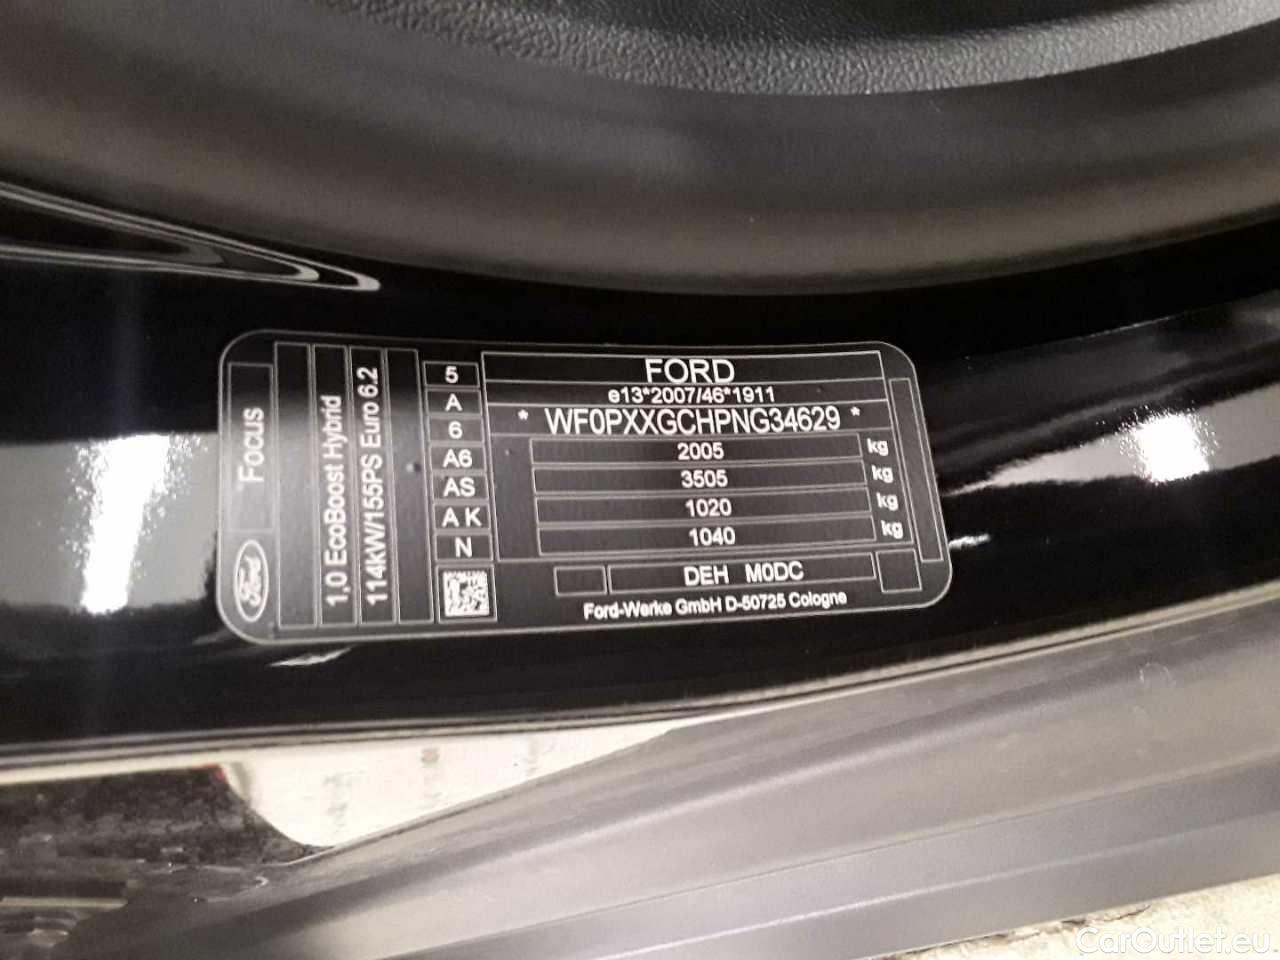 FORD
e13*2007/46*1911
* WF0PXXGCHPNG34629 *
2005 kg
3505 kg
1020 kg
1040 kg
DEH M0DC
Ford-Werke GmbH D-50725 Cologne
5
A
6
A6
AS
A K
N
Focus
Ford
1,0 EcoBoost Hybrid
114kW/155PS Euro 6.2
CarOutlet.eu